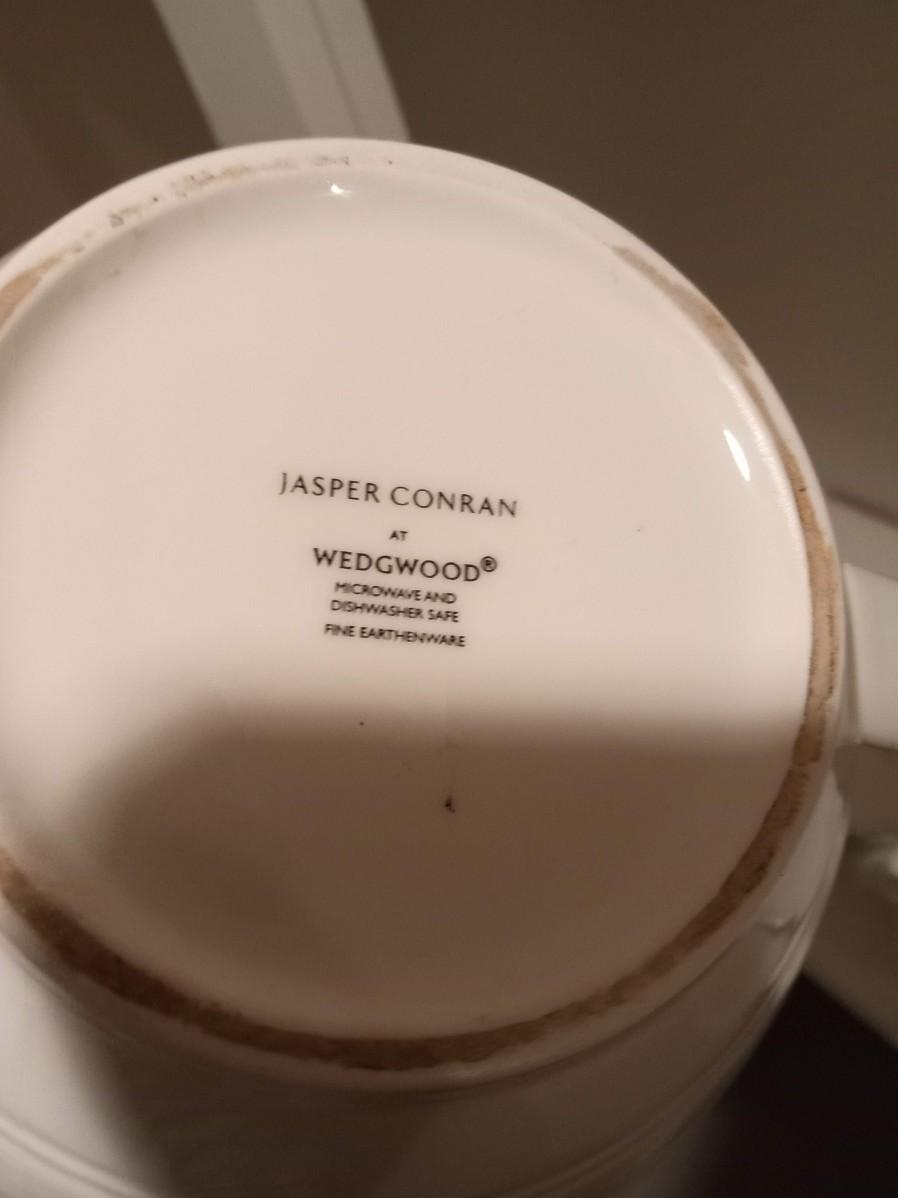 JASPER CONRAN
AT
WEDGWOOD®
MICROWAVE AND
DISHWASHER SAFE
FINE EARTHENWARE